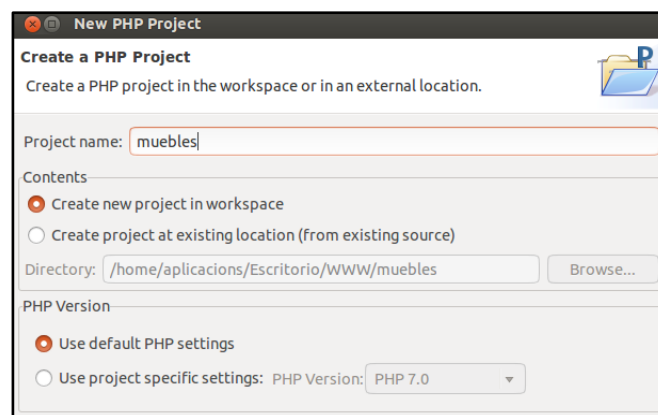 New PHP Project
Create a PHP Project
Create a PHP project in the workspace or in an external location.
P
Project name: muebles
Contents
Create new project in workspace
Create project at existing location (from existing source)
Directory: /home/aplicacions/Escritorio/WWW/muebles Browse...
PHP Version
Use default PHP settings
Use project specific settings: PHP Version: PHP 7.0